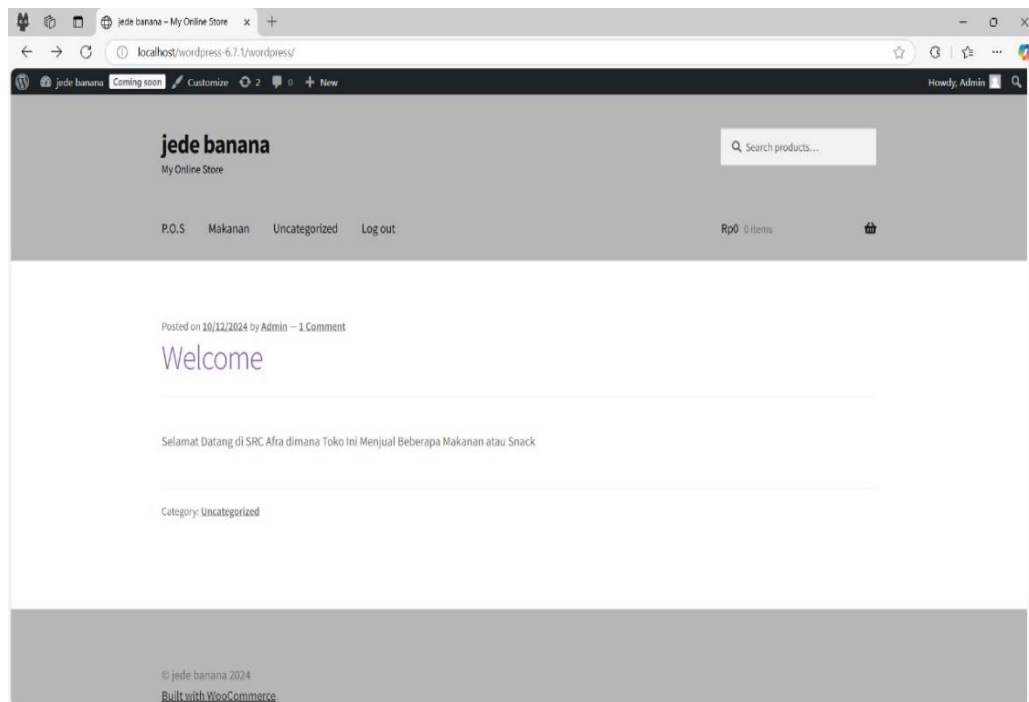 jede banana – My Online Store
localhost/wordpress-6.7.1/wordpress/
jede banana Coming soon Customize 2 0 New Howdy, Admin
jede banana
My Online Store
Search products...
P.O.S Makanan Uncategorized Log out Rp0 0 items
Posted on 10/12/2024 by Admin — 1 Comment
Welcome
Selamat Datang di SRC Afra dimana Toko Ini Menjual Beberapa Makanan atau Snack
Category: Uncategorized
© jede banana 2024
Built with WooCommerce.